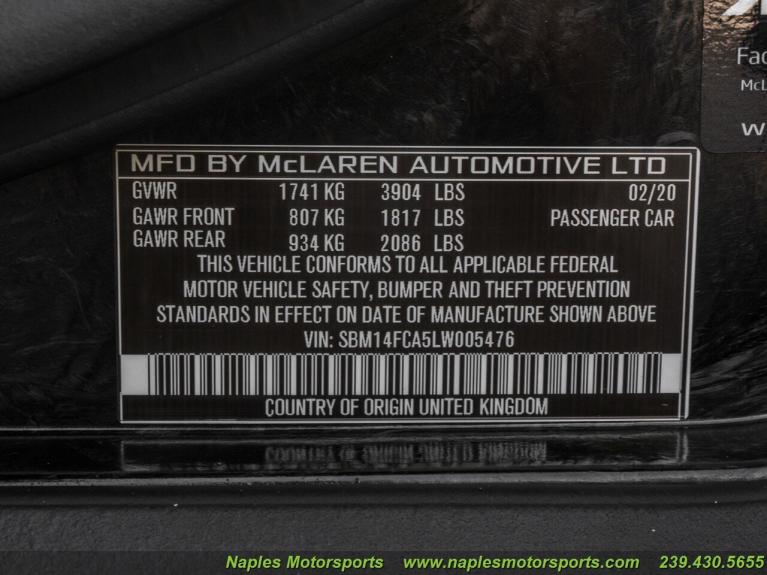 Fac
McL
W
MFD BY McLAREN AUTOMOTIVE LTD
GVWR 1741 KG 3904 LBS 02/20
GAWR FRONT 807 KG 1817 LBS PASSENGER CAR
GAWR REAR 934 KG 2086 LBS
THIS VEHICLE CONFORMS TO ALL APPLICABLE FEDERAL
MOTOR VEHICLE SAFETY, BUMPER AND THEFT PREVENTION
STANDARDS IN EFFECT ON DATE OF MANUFACTURE SHOWN ABOVE
VIN: SBM14FCA5LW005476
COUNTRY OF ORIGIN UNITED KINGDOM
Naples Motorsports www.naplesmotorsports.com 239.430.5655